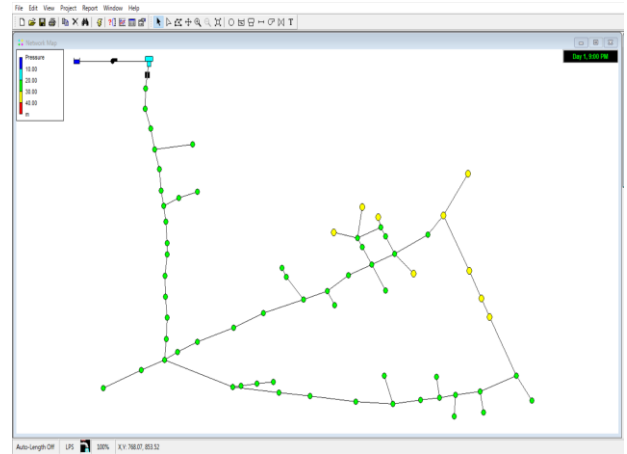 File Edit View Project Report Window Help
T
Network Map
Day 1, 9:00 PM
Pressure
10.00
20.00
30.00
40.00
m
Auto-Length Off LPS 100% X,Y: 768.07, 853.52